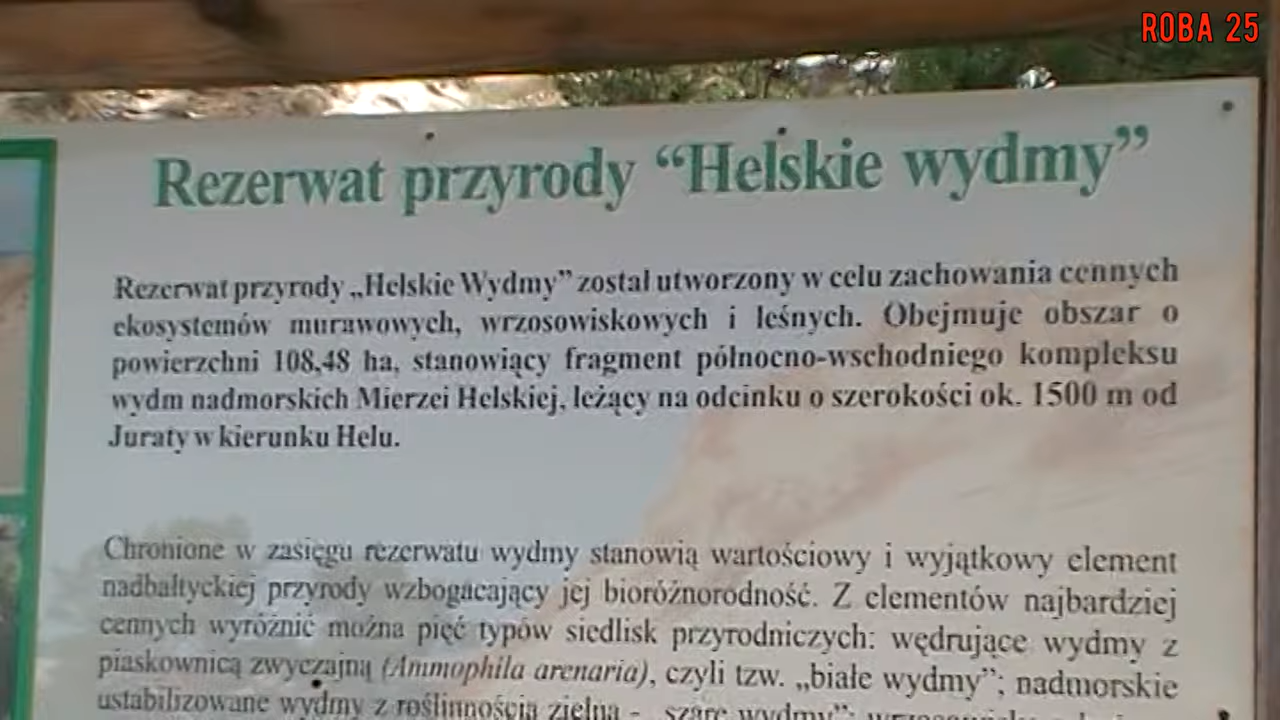 ROBA 25
Rezerwat przyrody “Helskie wydmy”
Rezerwat przyrody „Helskie Wydmy” został utworzony w celu zachowania cennych
ekosystemów murawowych, wrzosowiskowych i leśnych. Obejmuje obszar o
powierzchni 108,48 ha, stanowiący fragment północno-wschodniego kompleksu
wydm nadmorskich Mierzei Helskiej, leżący na odcinku o szerokości ok. 1500 m od
Juraty w kierunku Helu.
Chronione w zasięgu rezerwatu wydmy stanowią wartościowy i wyjątkowy element
nadbałtyckiej przyrody wzbogacający jej bioróżnorodność. Z elementów najbardziej
cennych wyróżnić można pięć typów siedlisk przyrodniczych: wędrujące wydmy z
piaskownicą zwyczajną (Ammophila arenaria), czyli tzw. „białe wydmy”; nadmorskie
ustabilizowane wydmy z roślinnością zielną - „szare wydmy”;